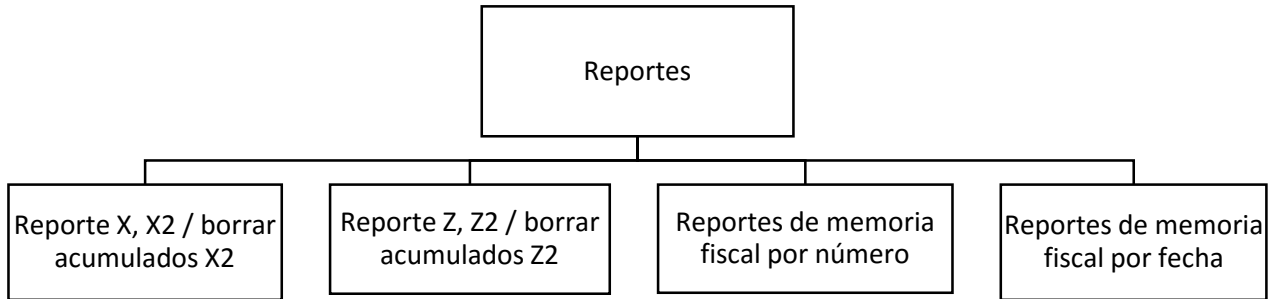 Reportes
Reporte X, X2 / borrar
acumulados X2
Reporte Z, Z2 / borrar
acumulados Z2
Reportes de memoria
fiscal por número
Reportes de memoria
fiscal por fecha